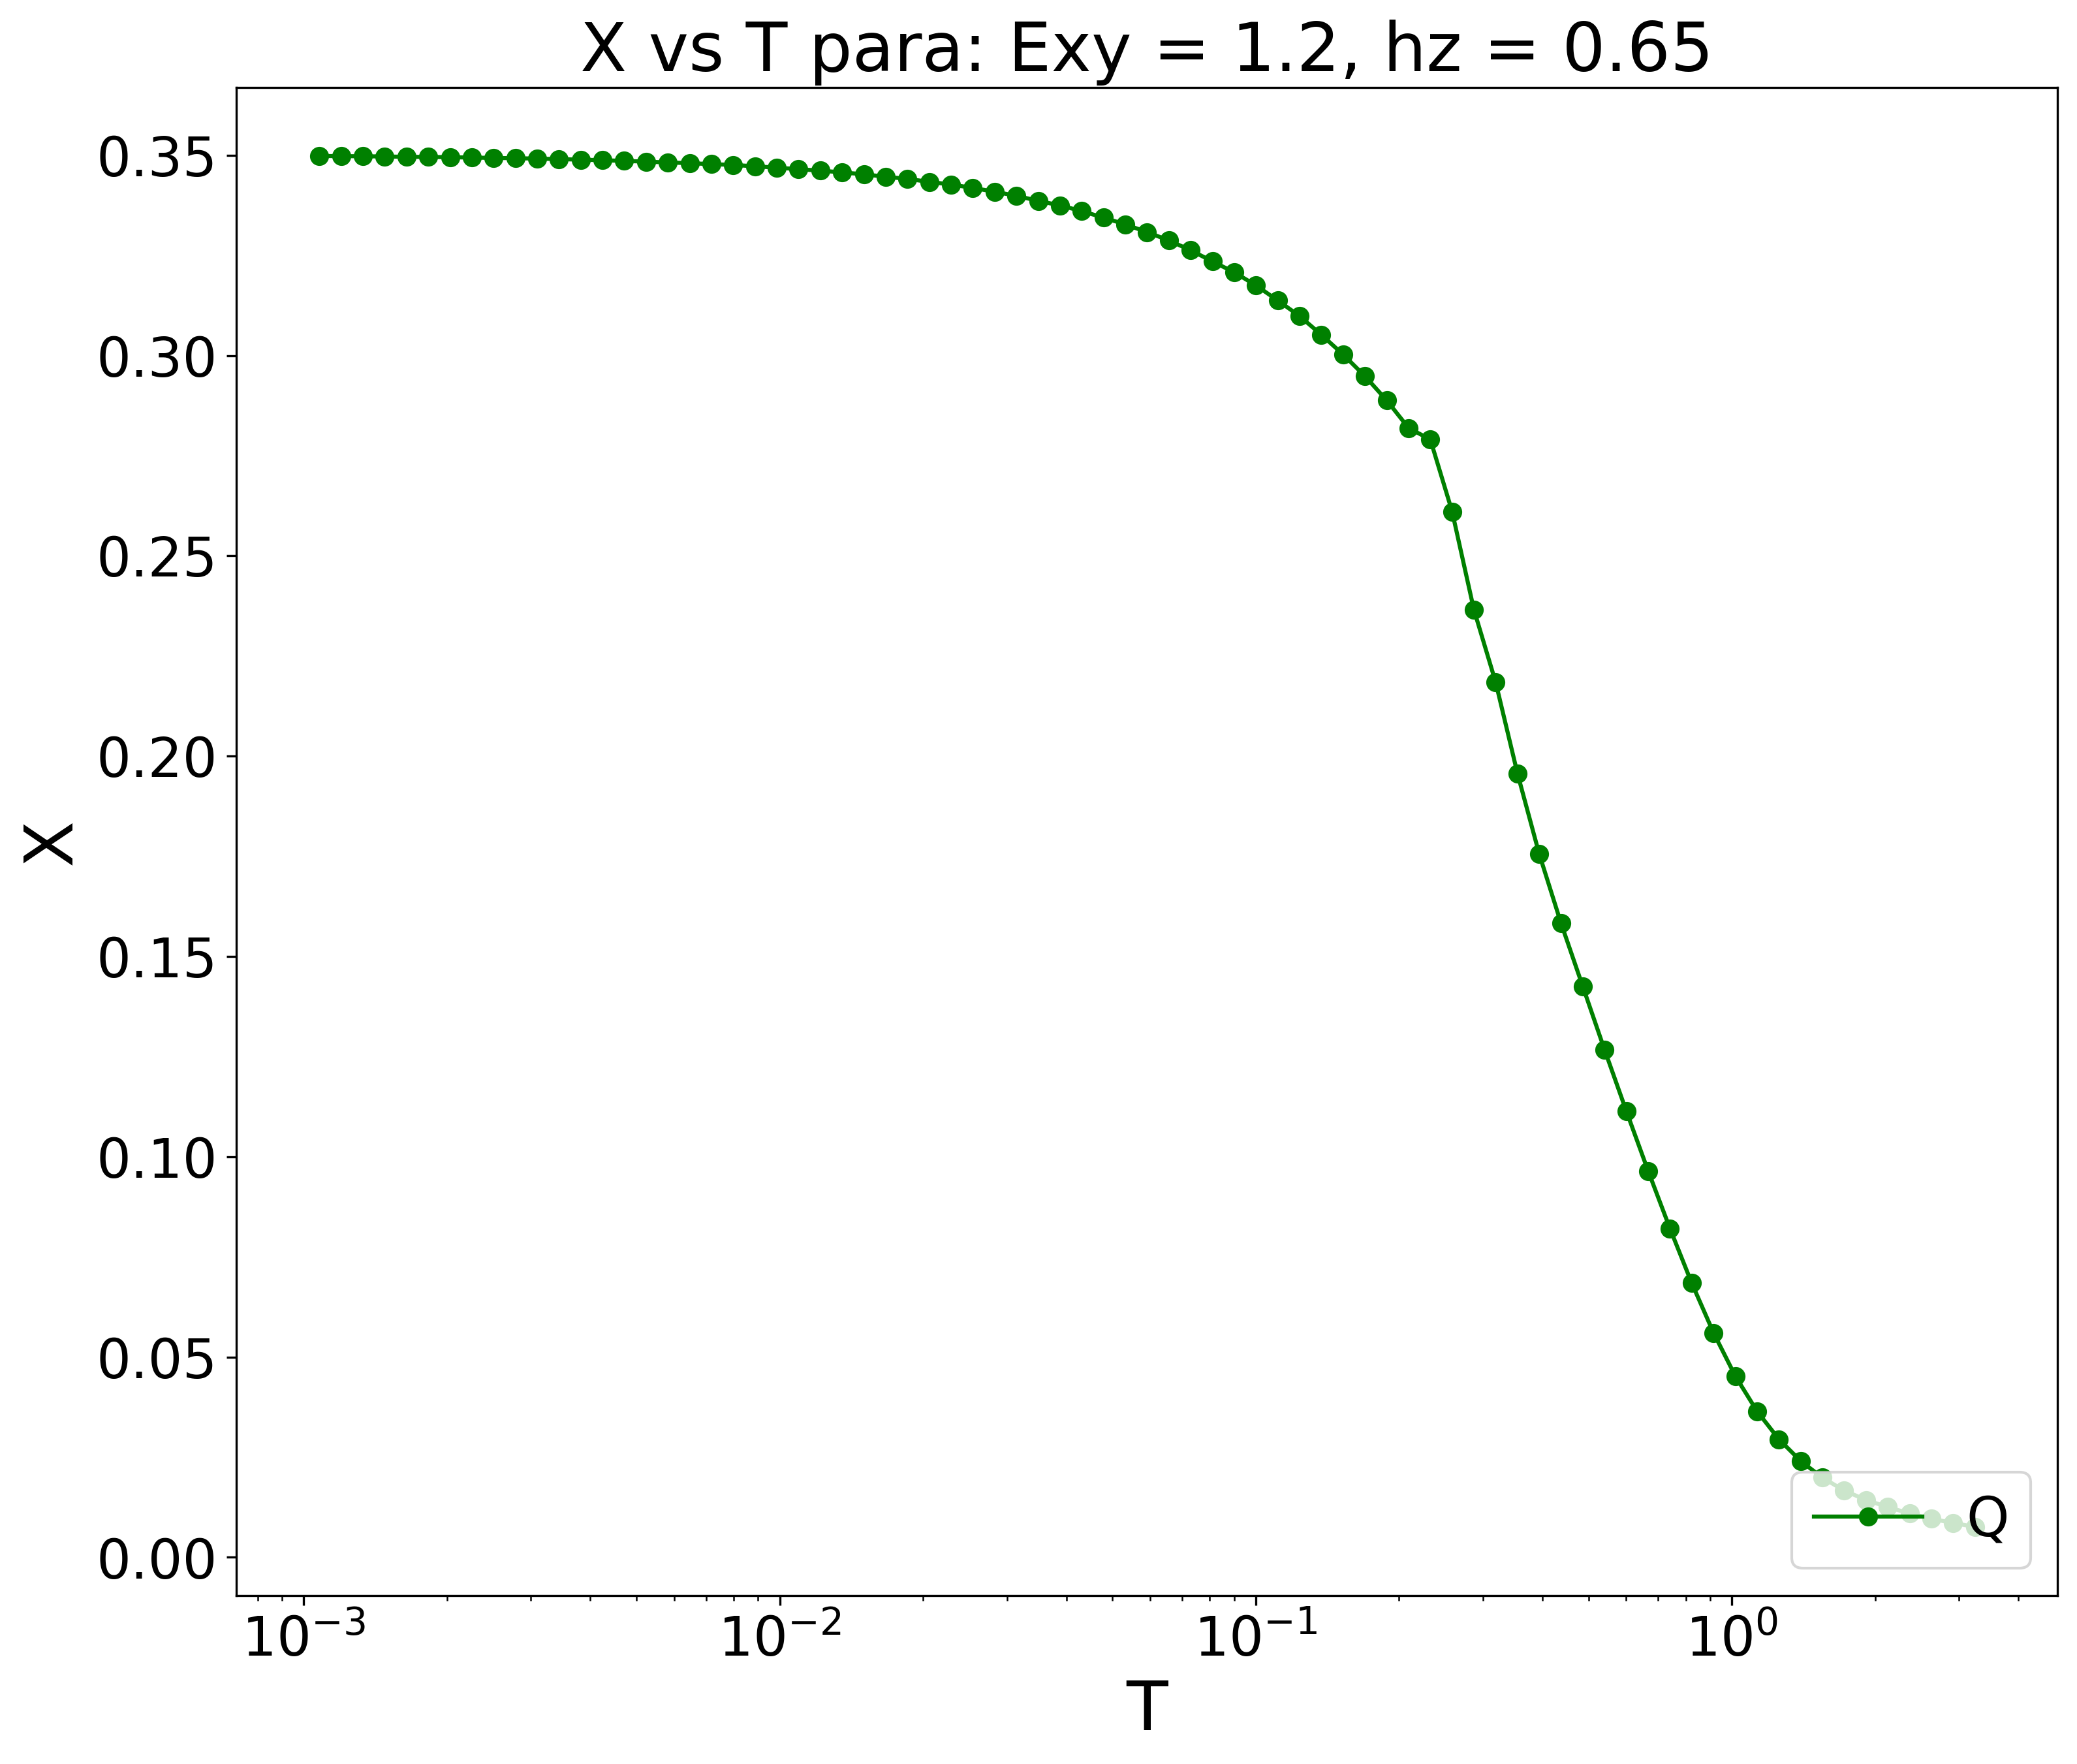 X vs T para: Exy = 1.2, hz = 0.65
0.35
0.30
0.25
0.20
0.15
0.10
0.05
0.00
X
Q
10⁻³ 10⁻² 10⁻¹ 10⁰
T